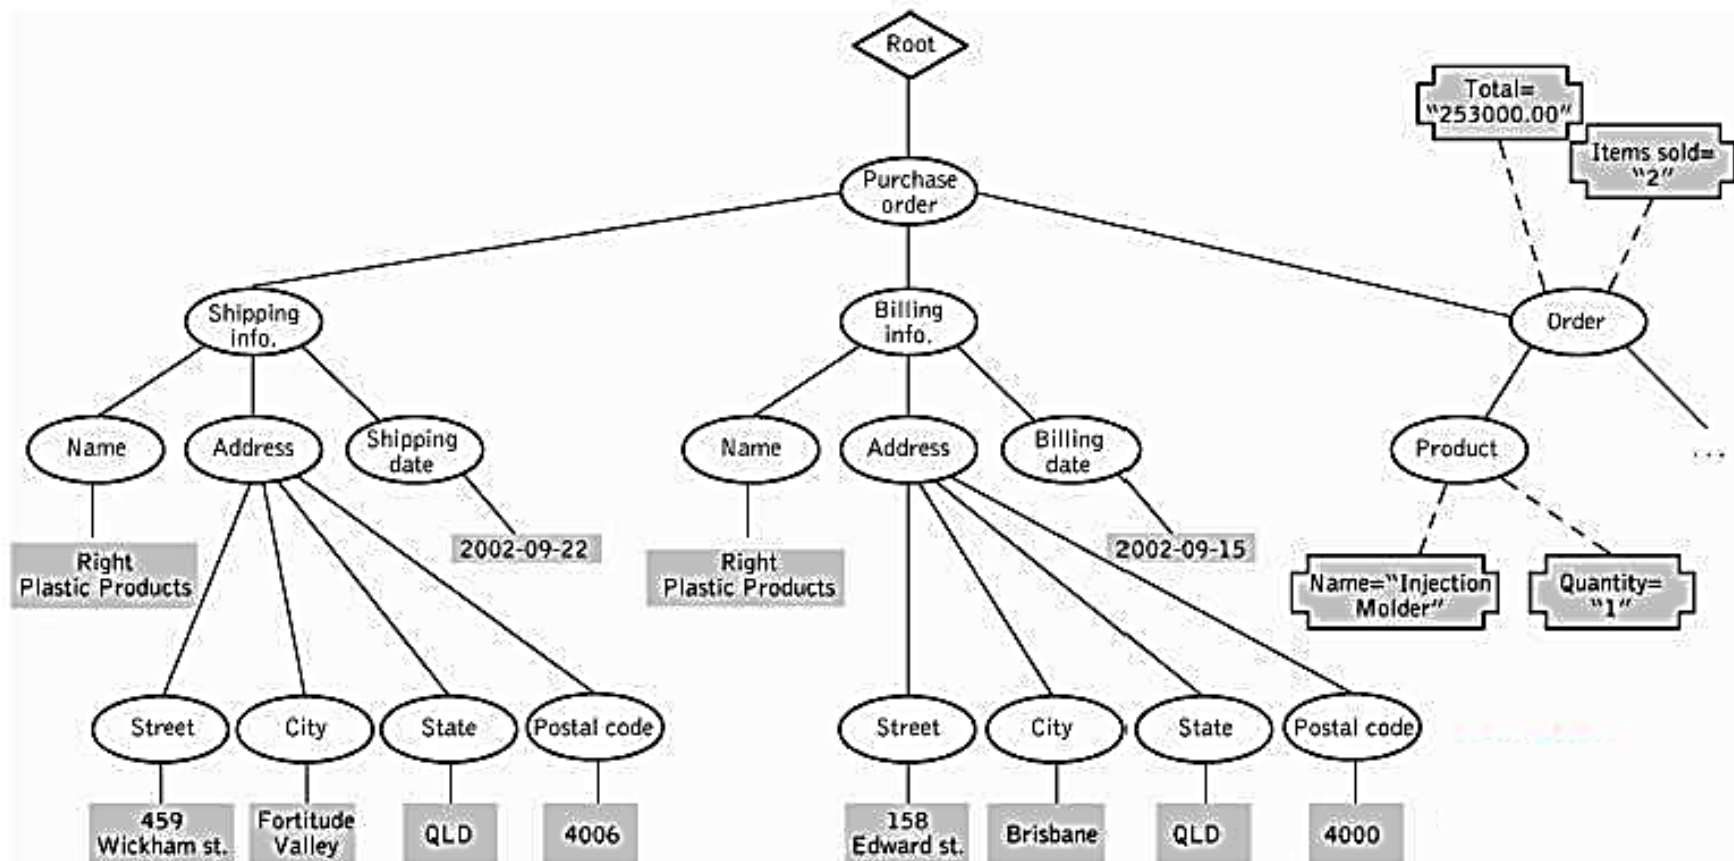 Root
Total=
“253000.00”
Items sold=
“2”
Purchase
order
Shipping
info.
Billing
info.
Order
Name
Address
Shipping
date
Name
Address
Billing
date
Product
...
Right
Plastic Products
2002-09-22
Right
Plastic Products
2002-09-15
Name=“Injection
Molder”
Quantity=
“1”
Street
City
State
Postal code
Street
City
State
Postal code
459
Wickham st.
Fortitude
Valley
QLD
4006
158
Edward st.
Brisbane
QLD
4000